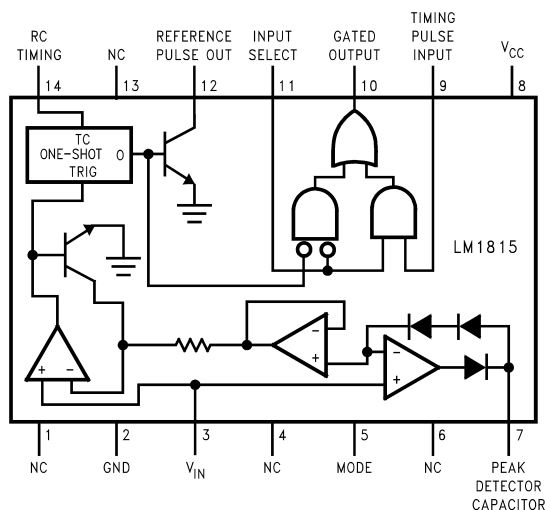 RC
TIMING
NC
REFERENCE
PULSE OUT
INPUT
SELECT
GATED
OUTPUT
TIMING
PULSE
INPUT
VCC
14
13
12
11
10
9
8
TC
ONE-SHOT
TRIG
O
LM1815
-
+
-
+
+
-
1
2
3
4
5
6
7
NC
GND
VIN
NC
MODE
NC
PEAK
DETECTOR
CAPACITOR